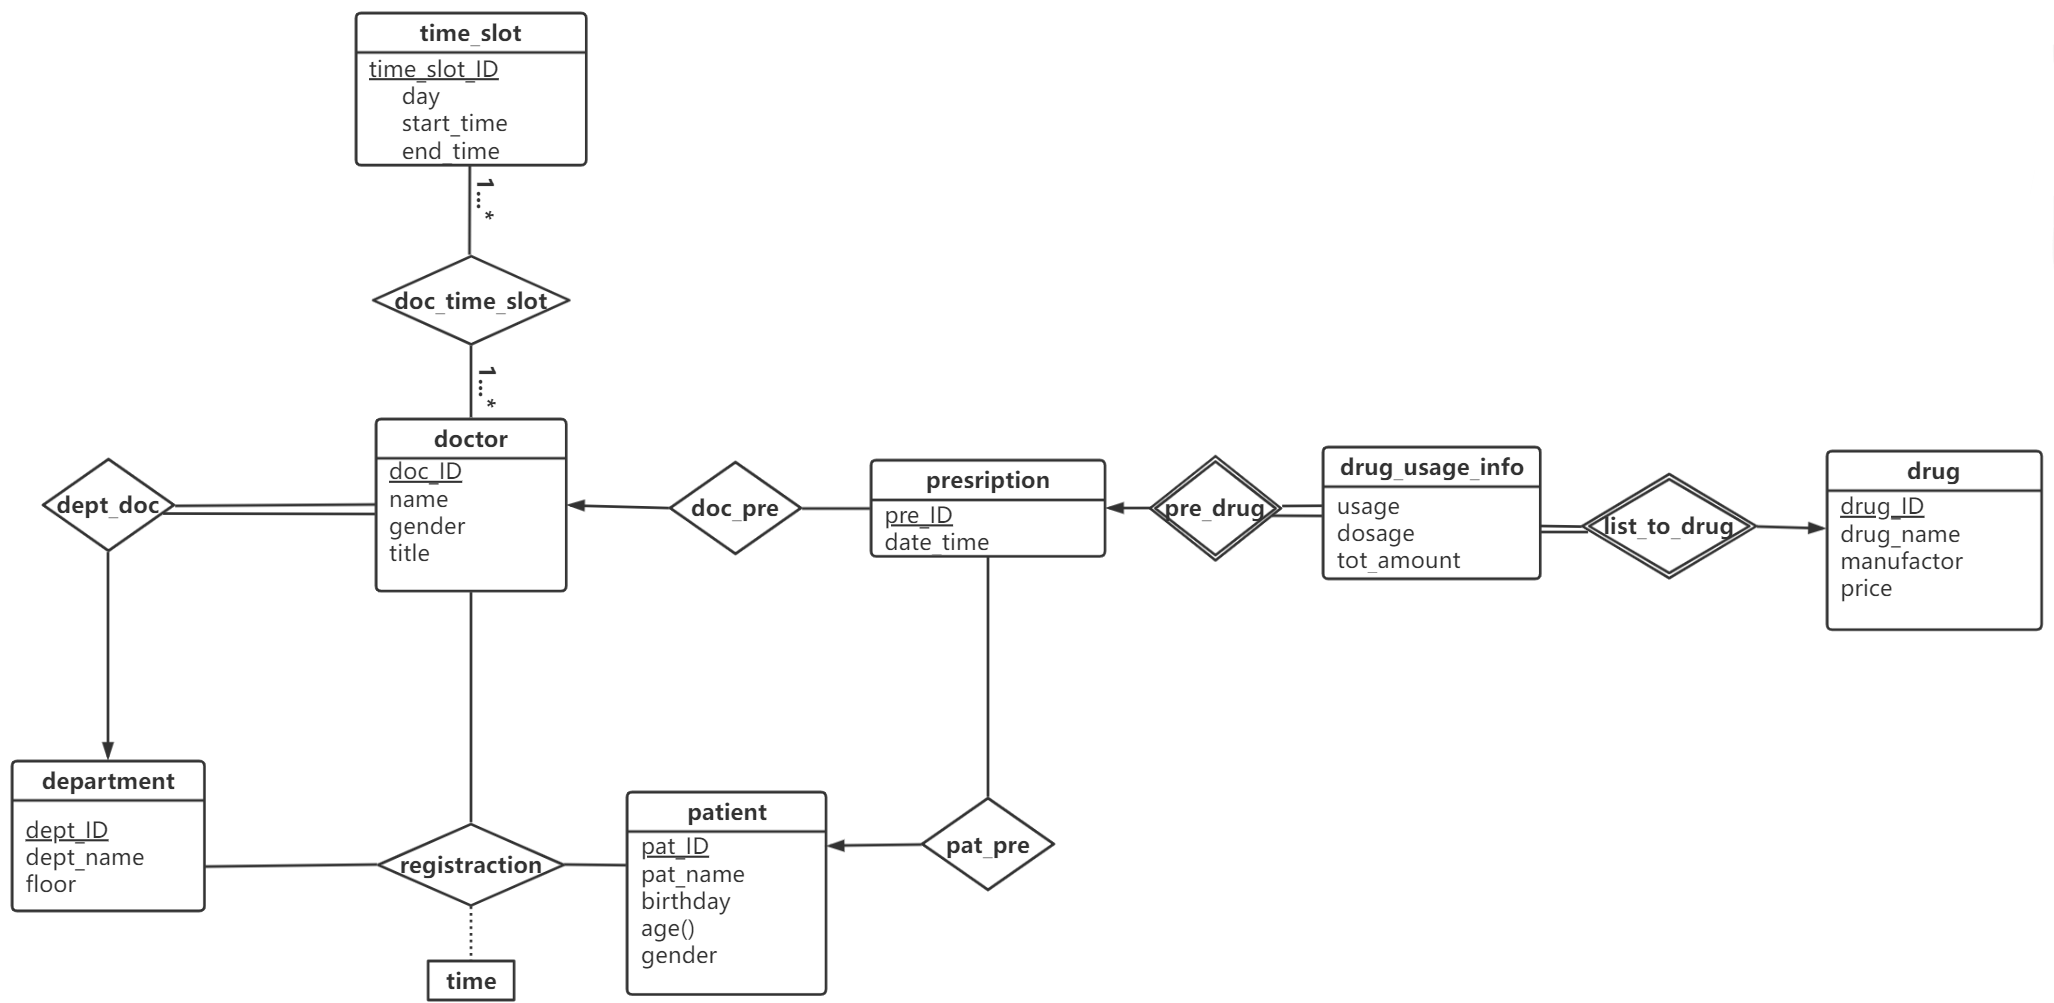 time_slot
time_slot_ID
day
start_time
end_time
1...*
doc_time_slot
1...*
doctor
doc_ID
name
gender
title
dept_doc
doc_pre
presription
pre_ID
date_time
pre_drug
drug_usage_info
usage
dosage
tot_amount
list_to_drug
drug
drug_ID
drug_name
manufactor
price
department
dept_ID
dept_name
floor
registraction
patient
pat_ID
pat_name
birthday
age()
gender
pat_pre
time